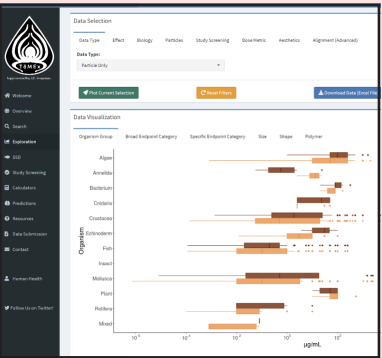 TOMEx
Welcome
Overview
Search
Exploration
SSD
Study Screening
Calculators
Predictions
Resources
Data Submission
Contact
Human Health
Follow Us on Twitter!
Data Selection
Data Type Effect Biology Particles Study Screening Dose Metric Aesthetics Alignment (Advanced)
Data Type:
Particle Only
Plot Current Selection Reset Filters Download Data (Excel File)
Data Visualization
Organism Group Broad Endpoint Category Specific Endpoint Category Size Shape Polymer
Organism
Algae
Annelida
Bacterium
Cnidaria
Crustacea
Echinoderm
Fish
Insect
Mollusca
Plant
Rotifera
Mixed
μg/mL